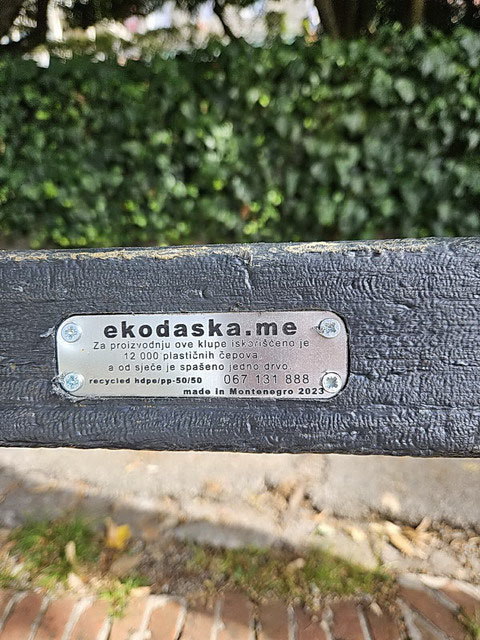 ekodaska.me
Za proizvodnju ove klupe iskorišćeno je
12 000 plastičnih čepova
a od sječe je spašeno jedno drvo.
recycled hdpe/pp-50/50 067 131 888
made in Montenegro 2023